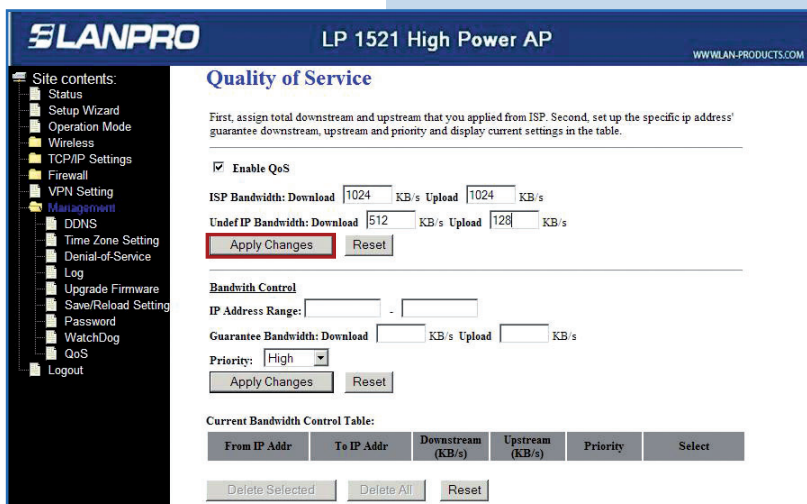 LANPRO
LP 1521 High Power AP
WWW.LAN-PRODUCTS.COM
Site contents:
Status
Setup Wizard
Operation Mode
Wireless
TCP/IP Settings
Firewall
VPN Setting
Management
DDNS
Time Zone Setting
Denial-of-Service
Log
Upgrade Firmware
Save/Reload Setting
Password
WatchDog
QoS
Logout
Quality of Service
First, assign total downstream and upstream that you applied from ISP. Second, set up the specific ip address'
guarantee downstream, upstream and priority and display current settings in the table.
Enable QoS
ISP Bandwidth: Download 1024 KB/s Upload 1024 KB/s
Undef IP Bandwidth: Download 512 KB/s Upload 128 KB/s
Apply Changes Reset
Bandwith Control
IP Address Range: -
Guarantee Bandwidth: Download KB/s Upload KB/s
Priority: High
Apply Changes Reset
Current Bandwidth Control Table:
From IP Addr To IP Addr Downstream (KB/s) Upstream (KB/s) Priority Select
Delete Selected Delete All Reset